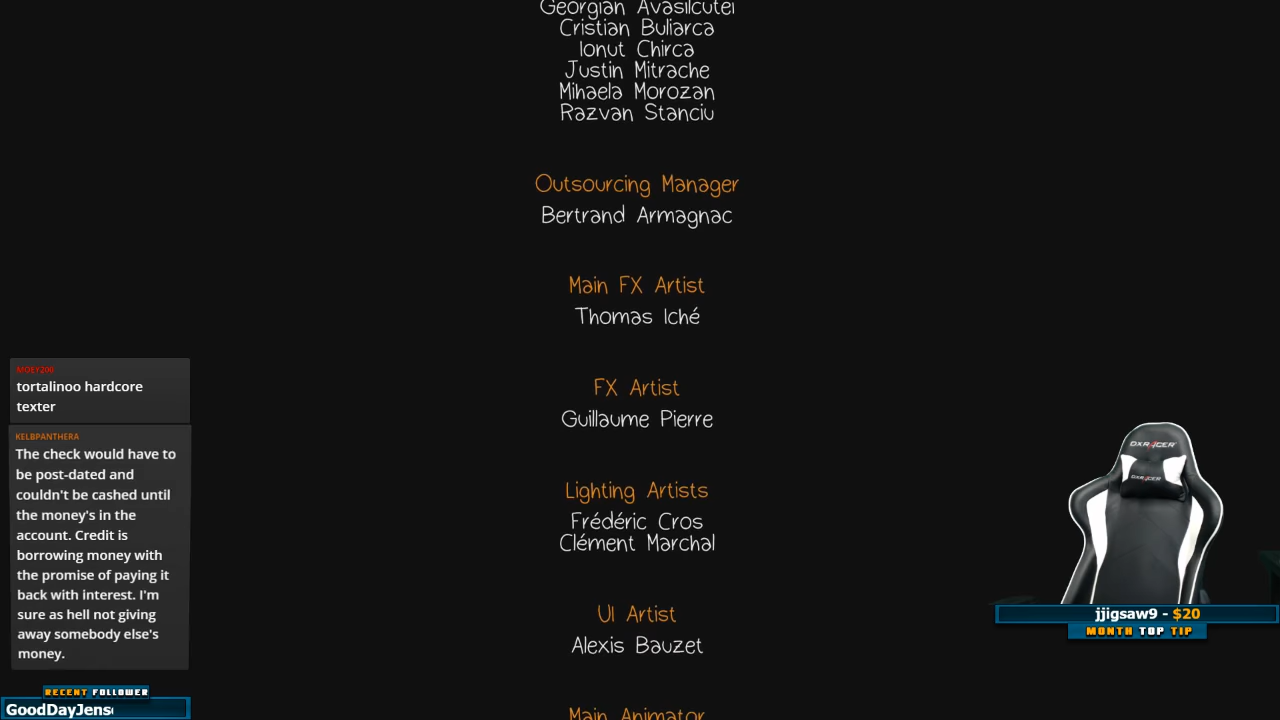 Georgian Avasilcutei
Cristian Buliarca
Ionut Chirca
Justin Mitrache
Mihaela Morozan
Razvan Stanciu
Outsourcing Manager
Bertrand Armagnac
Main FX Artist
Thomas Iché
FX Artist
Guillaume Pierre
Lighting Artists
Frédéric Cros
Clément Marchal
UI Artist
Alexis Bauzet
Main Animator
MOEY200
tortalinoo hardcore
texter
KELBPANTHERA
The check would have to
be post-dated and
couldn't be cashed until
the money's in the
account. Credit is
borrowing money with
the promise of paying it
back with interest. I'm
sure as hell not giving
away somebody else's
money.
RECENT FOLLOWER
GoodDayJens
DXRACER
DXRACER
jjigsaw9 - $20
MONTH TOP TIP